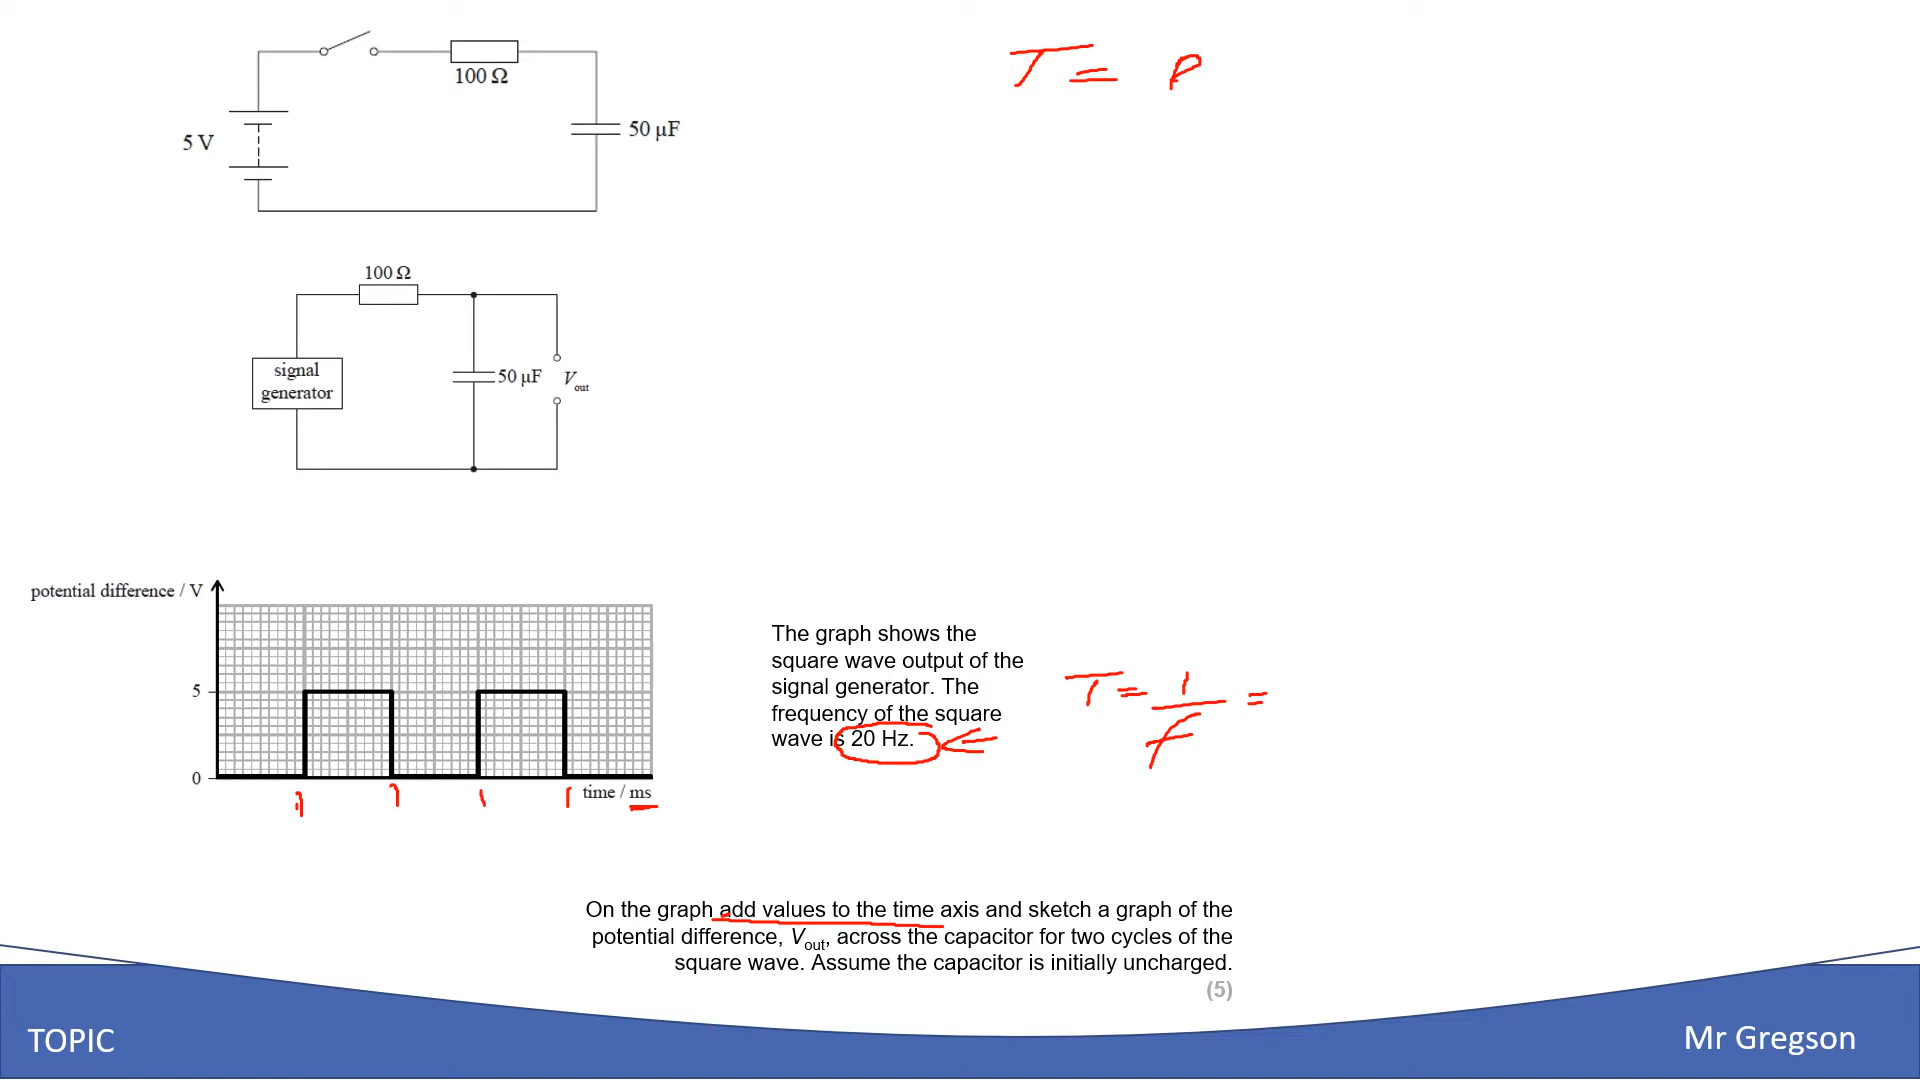 100 Ω
5 V
50 µF
T = R
100 Ω
signal
generator
50 µF
Vout
potential difference / V
5
0
time / ms
The graph shows the
square wave output of the
signal generator. The
frequency of the square
wave is 20 Hz.
T = 1/f =
On the graph add values to the time axis and sketch a graph of the
potential difference, Vout, across the capacitor for two cycles of the
square wave. Assume the capacitor is initially uncharged.
(5)
TOPIC
Mr Gregson